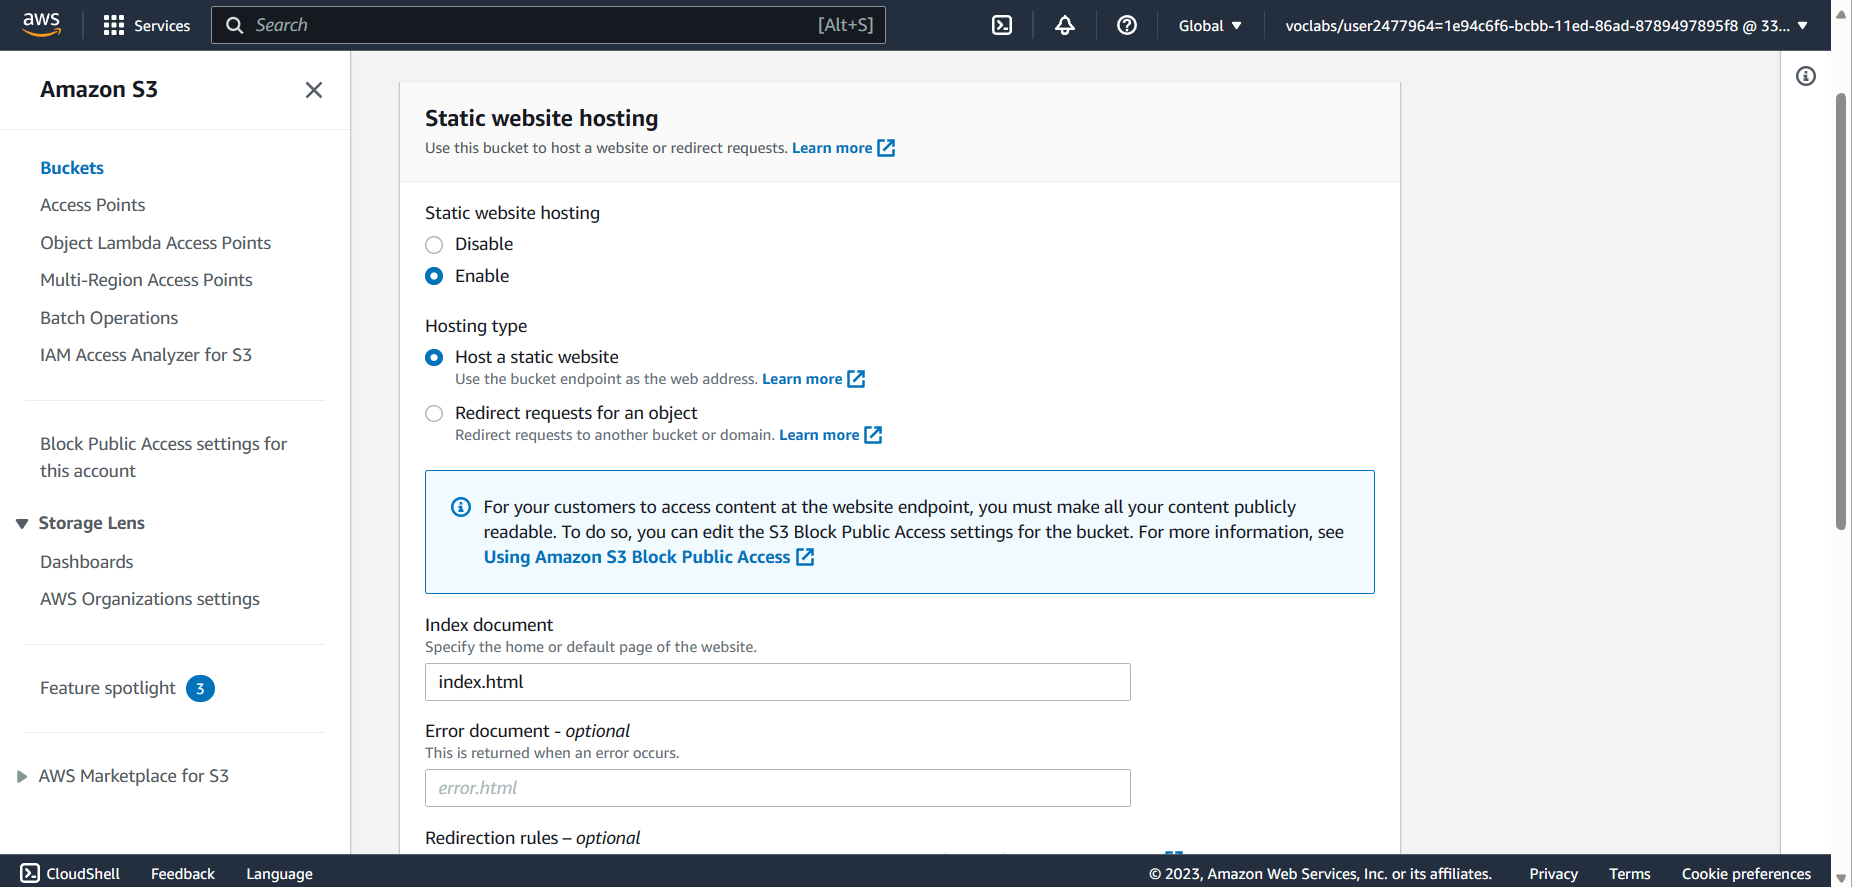 aws
Services
Search
[Alt+S]
Global
voclabs/user2477964=1e94c6f6-bcbb-11ed-86ad-8789497895f8 @ 33...
Amazon S3
Buckets
Access Points
Object Lambda Access Points
Multi-Region Access Points
Batch Operations
IAM Access Analyzer for S3
Block Public Access settings for
this account
Storage Lens
Dashboards
AWS Organizations settings
Feature spotlight 3
AWS Marketplace for S3
Static website hosting
Use this bucket to host a website or redirect requests. Learn more
Static website hosting
Disable
Enable
Hosting type
Host a static website
Use the bucket endpoint as the web address. Learn more
Redirect requests for an object
Redirect requests to another bucket or domain. Learn more
For your customers to access content at the website endpoint, you must make all your content publicly
readable. To do so, you can edit the S3 Block Public Access settings for the bucket. For more information, see
Using Amazon S3 Block Public Access
Index document
Specify the home or default page of the website.
index.html
Error document - optional
This is returned when an error occurs.
error.html
Redirection rules – optional
CloudShell
Feedback
Language
© 2023, Amazon Web Services, Inc. or its affiliates.
Privacy
Terms
Cookie preferences